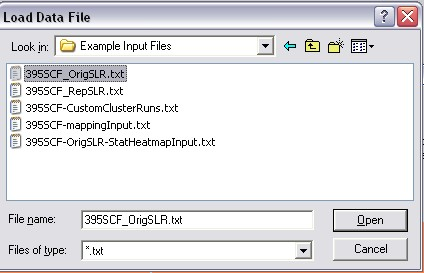 Load Data File
Look in: Example Input Files
395SCF_OrigSLR.txt
395SCF_RepSLR.txt
395SCF-CustomClusterRuns.txt
395SCF-mappingInput.txt
395SCF-OrigSLR-StatHeatmapInput.txt
File name: 395SCF_OrigSLR.txt Open
Files of type: *.txt Cancel